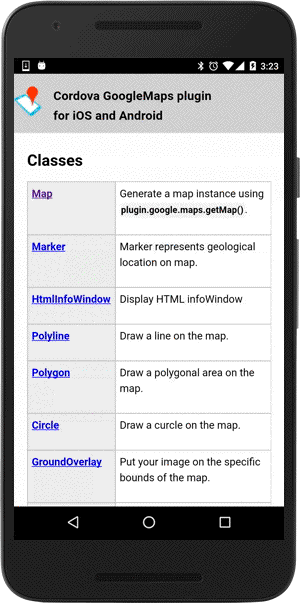 3:23
Cordova GoogleMaps plugin
for iOS and Android
Classes
Map
Generate a map instance using
plugin.google.maps.getMap() .
Marker
Marker represents geological
location on map.
HtmlInfoWindow
Display HTML infoWindow
Polyline
Draw a line on the map.
Polygon
Draw a polygonal area on the
map.
Circle
Draw a curcle on the map.
GroundOverlay
Put your image on the specific
bounds of the map.